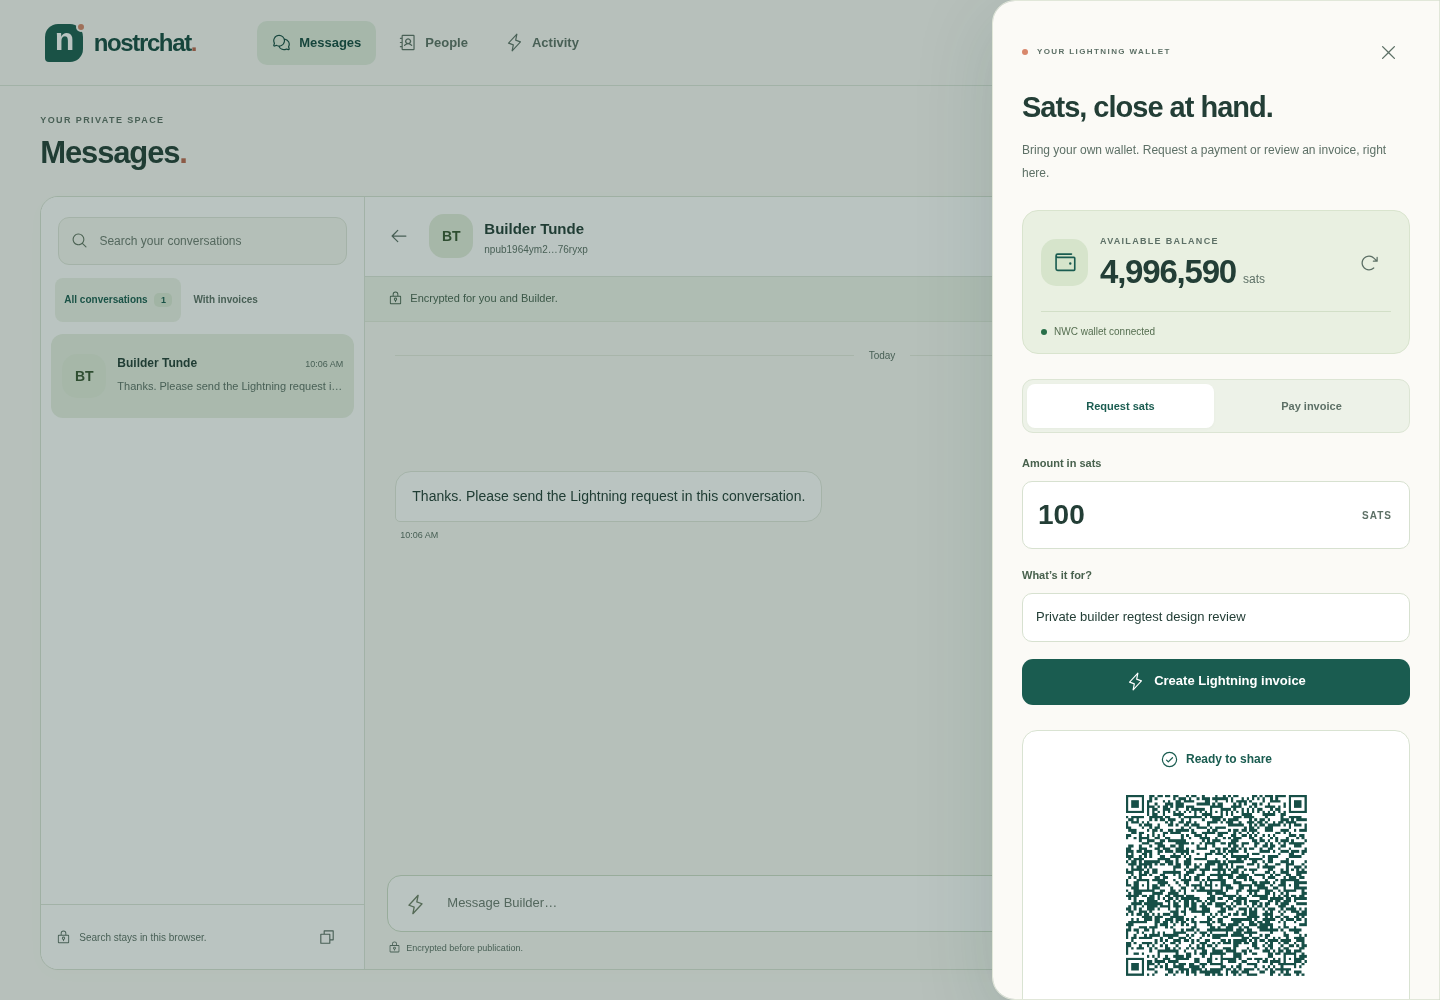 nostrchat.
Messages
People
Activity
YOUR PRIVATE SPACE
Messages.
Search your conversations
All conversations 1
With invoices
BT
Builder Tunde
10:06 AM
Thanks. Please send the Lightning request i…
Search stays in this browser.
BT
Builder Tunde
npub1964ym2…76ryxp
Encrypted for you and Builder.
Today
Thanks. Please send the Lightning request in this conversation.
10:06 AM
Message Builder…
Encrypted before publication.
YOUR LIGHTNING WALLET
Sats, close at hand.
Bring your own wallet. Request a payment or review an invoice, right
here.
AVAILABLE BALANCE
4,996,590 sats
NWC wallet connected
Request sats
Pay invoice
Amount in sats
100
SATS
What's it for?
Private builder regtest design review
Create Lightning invoice
Ready to share